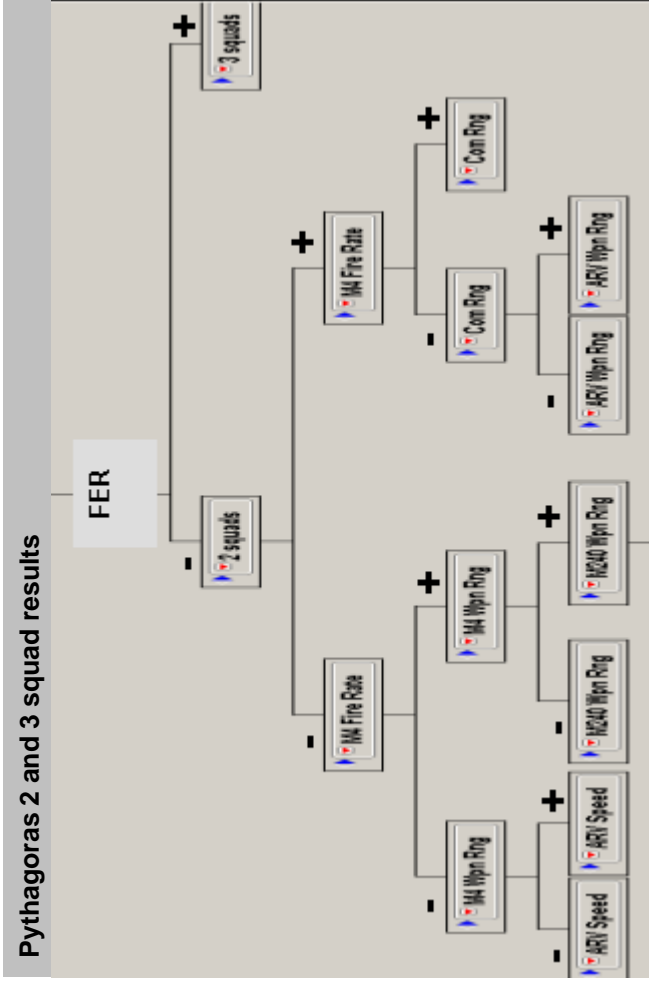 Pythagoras 2 and 3 squad results
FER
- +
2 squads 3 squads
- +
M4 Fire Rate M4 Fire Rate
- + - +
M4 Wpn Rng M4 Wpn Rng Com Rng Com Rng
- + - + - +
ARV Speed ARV Speed M240 Wpn Rng M240 Wpn Rng ARV Wpn Rng ARV Wpn Rng